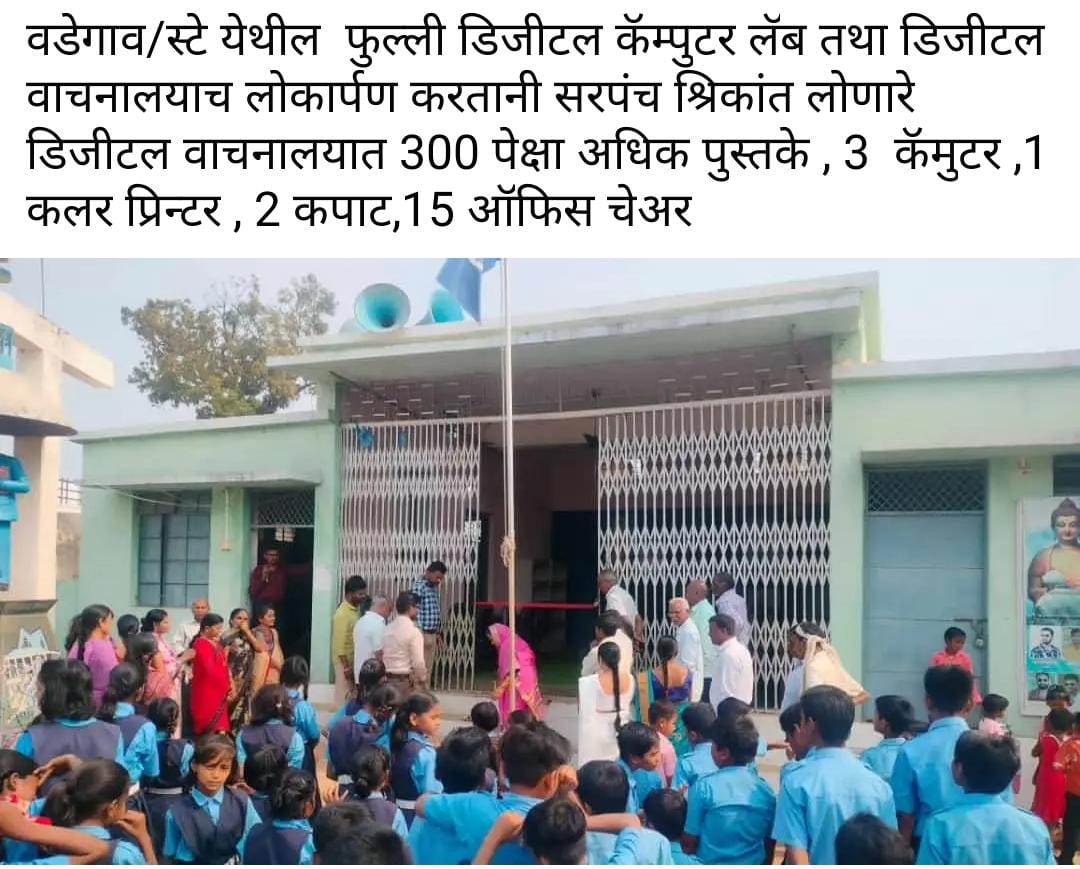 वडेगाव/स्टे येथील फुल्ली डिजीटल कॅम्पुटर लॅब तथा डिजीटल
वाचनालयाच लोकार्पण करतानी सरपंच श्रिकांत लोणारे
डिजीटल वाचनालयात 300 पेक्षा अधिक पुस्तके , 3 कॅमुटर ,1
कलर प्रिन्टर , 2 कपाट,15 ऑफिस चेअर